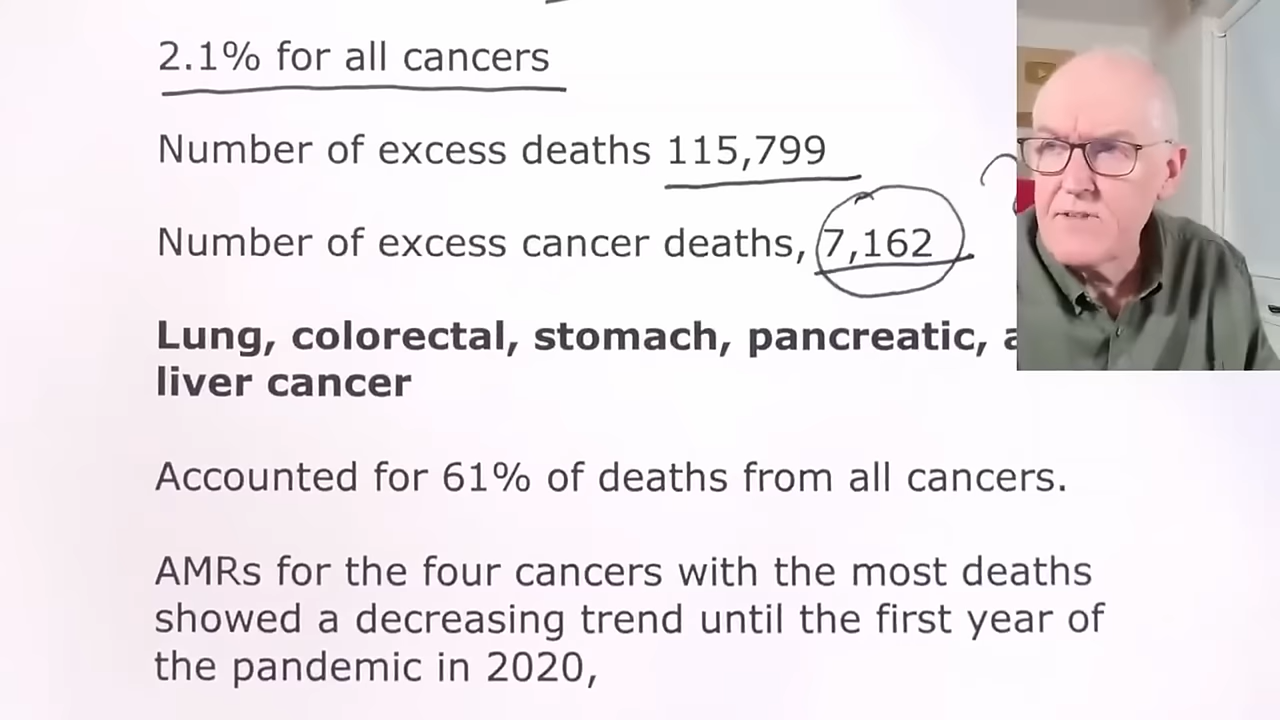 2.1% for all cancers
Number of excess deaths 115,799
Number of excess cancer deaths, 7,162
Lung, colorectal, stomach, pancreatic,
liver cancer
Accounted for 61% of deaths from all cancers.
AMRs for the four cancers with the most deaths
showed a decreasing trend until the first year of
the pandemic in 2020,